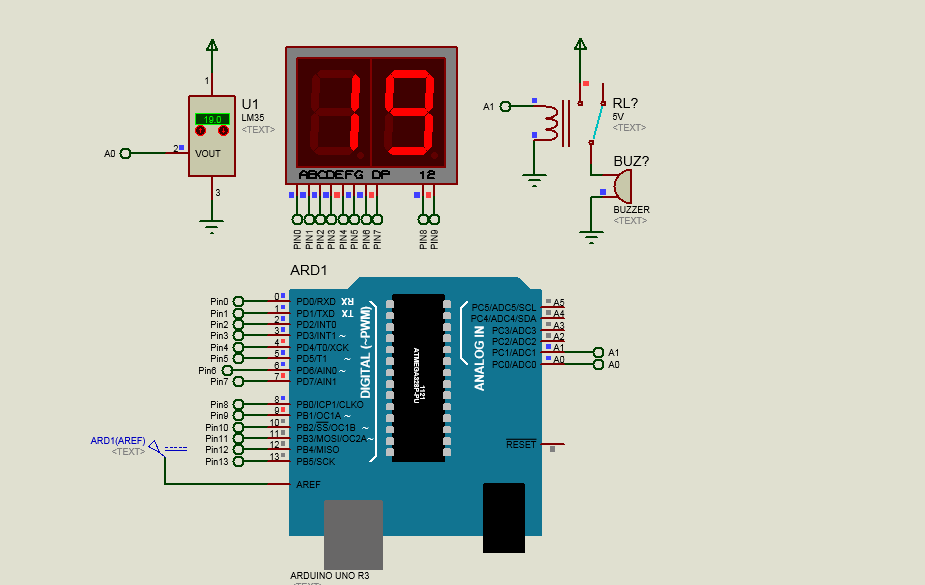 1
U1
LM35
<TEXT>
19.0
A0
2
VOUT
3
19
ABCDEFG DP
12
PIN0
PIN1
PIN2
PIN3
PIN4
PIN5
PIN6
PIN7
PIN8
PIN9
A1
RL?
5V
<TEXT>
BUZ?
BUZZER
<TEXT>
ARD1
Pin0
0
PD0/RXD
RX
Pin1
1
PD1/TXD
TX
Pin2
2
PD2/INT0
Pin3
3
PD3/INT1 ~
Pin4
4
PD4/T0/XCK
Pin5
5
PD5/T1 ~
Pin6
6
PD6/AIN0 ~
Pin7
7
PD7/AIN1
Pin8
8
PB0/ICP1/CLKO
Pin9
9
PB1/OC1A ~
Pin10
10
PB2/SS/OC1B ~
Pin11
11
PB3/MOSI/OC2A ~
Pin12
12
PB4/MISO
Pin13
13
PB5/SCK
AREF
ARD1(AREF)
<TEXT>
DIGITAL (~PWM)
ATMEGA328P-PU
1121
ANALOG IN
PC5/ADC5/SCL
A5
PC4/ADC4/SDA
A4
PC3/ADC3
A3
PC2/ADC2
A2
PC1/ADC1
A1
A1
PC0/ADC0
A0
A0
RESET
ARDUINO UNO R3
<TEXT>